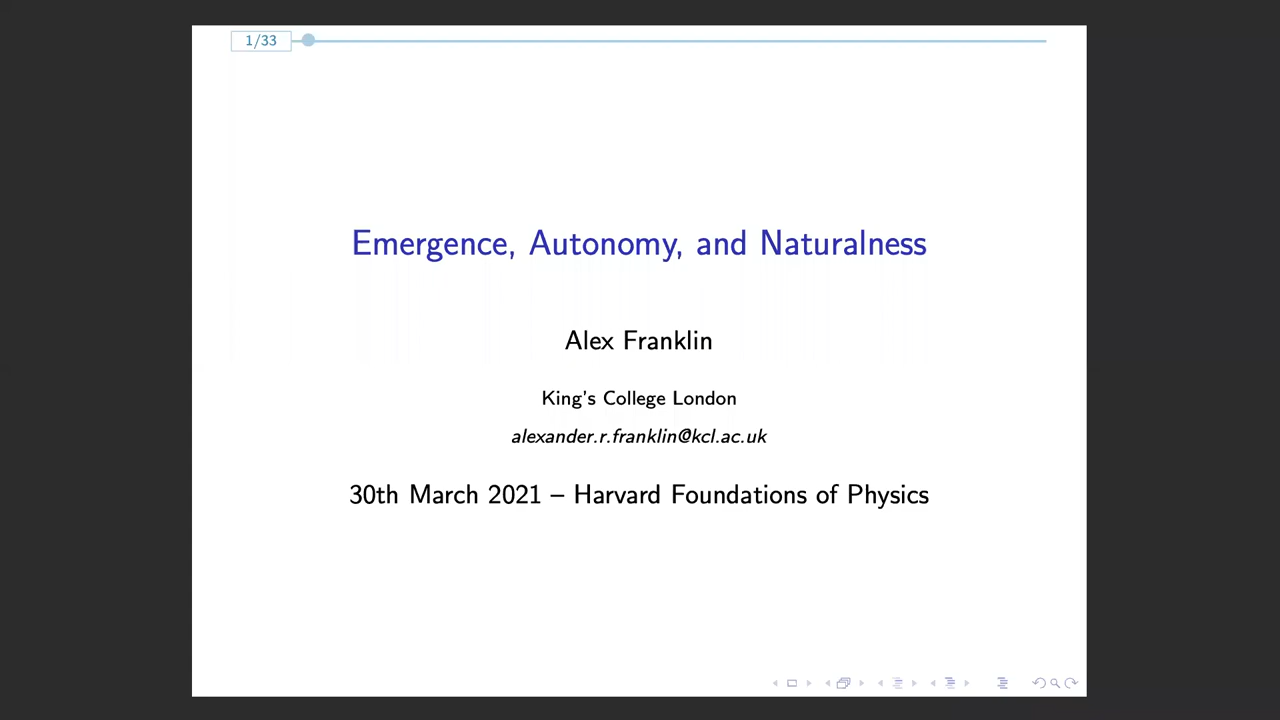 1/33
Emergence, Autonomy, and Naturalness
Alex Franklin
King's College London
alexander.r.franklin@kcl.ac.uk
30th March 2021 – Harvard Foundations of Physics